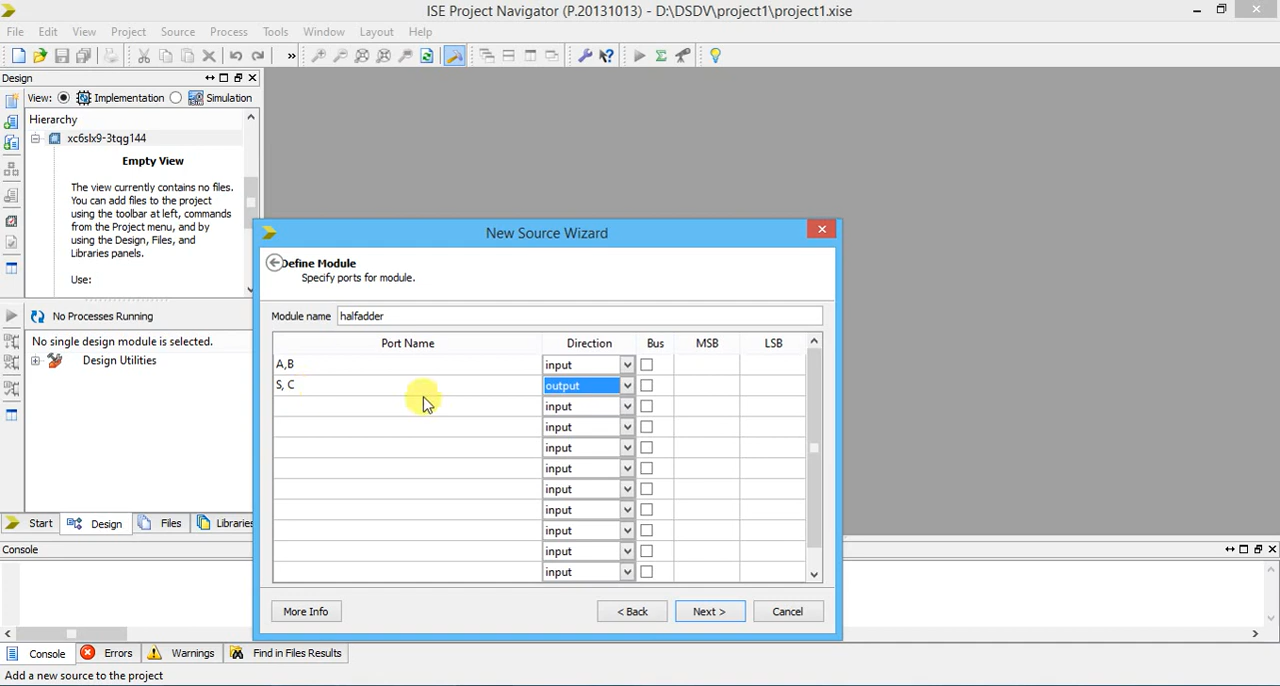 ISE Project Navigator (P.20131013) - D:\DSDV\project1\project1.xise
File Edit View Project Source Process Tools Window Layout Help
»
Design
View: Implementation Simulation
Hierarchy
xc6slx9-3tqg144
Empty View
The view currently contains no files.
You can add files to the project
using the toolbar at left, commands
from the Project menu, and by
using the Design, Files, and
Libraries panels.
Use:
No Processes Running
No single design module is selected.
Design Utilities
Start Design Files Libraries
New Source Wizard
Define Module
Specify ports for module.
Module name halfadder
Port Name Direction Bus MSB LSB
A,B input
S, C output
input
input
input
input
input
input
input
input
input
More Info < Back Next > Cancel
Console
Console Errors Warnings Find in Files Results
Add a new source to the project